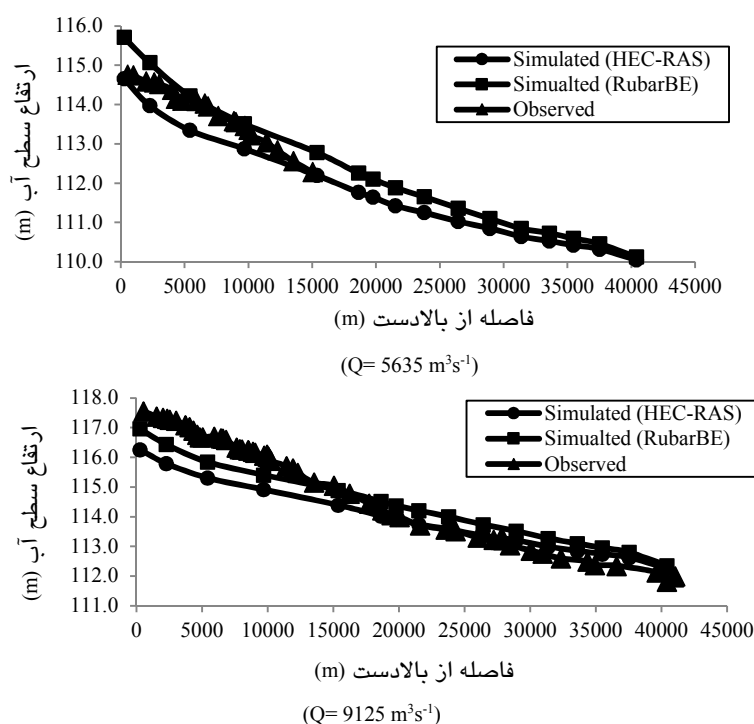 116.0
115.0
114.0
113.0
112.0
111.0
110.0
ارتفاع سطح آب (m)
Simulated (HEC-RAS)
Simualted (RubarBE)
Observed
0 5000 10000 15000 20000 25000 30000 35000 40000 45000
فاصله از بالادست (m)
(Q= 5635 m³s⁻¹)
118.0
117.0
116.0
115.0
114.0
113.0
112.0
111.0
ارتفاع سطح آب (m)
Simulated (HEC-RAS)
Simualted (RubarBE)
Observed
0 5000 10000 15000 20000 25000 30000 35000 40000 45000
فاصله از بالادست (m)
(Q= 9125 m³s⁻¹)